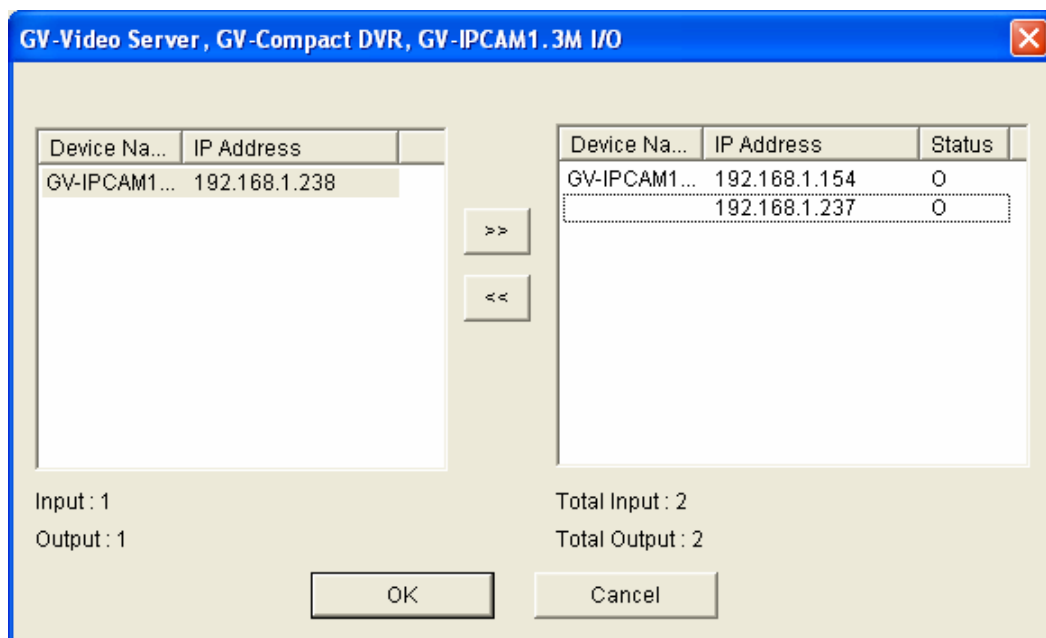 GV-Video Server, GV-Compact DVR, GV-IPCAM1.3M I/O
Device Na... IP Address
GV-IPCAM1... 192.168.1.238
>>
<<
Device Na... IP Address Status
GV-IPCAM1... 192.168.1.154 O
192.168.1.237 O
Input : 1
Output : 1
Total Input : 2
Total Output : 2
OK
Cancel